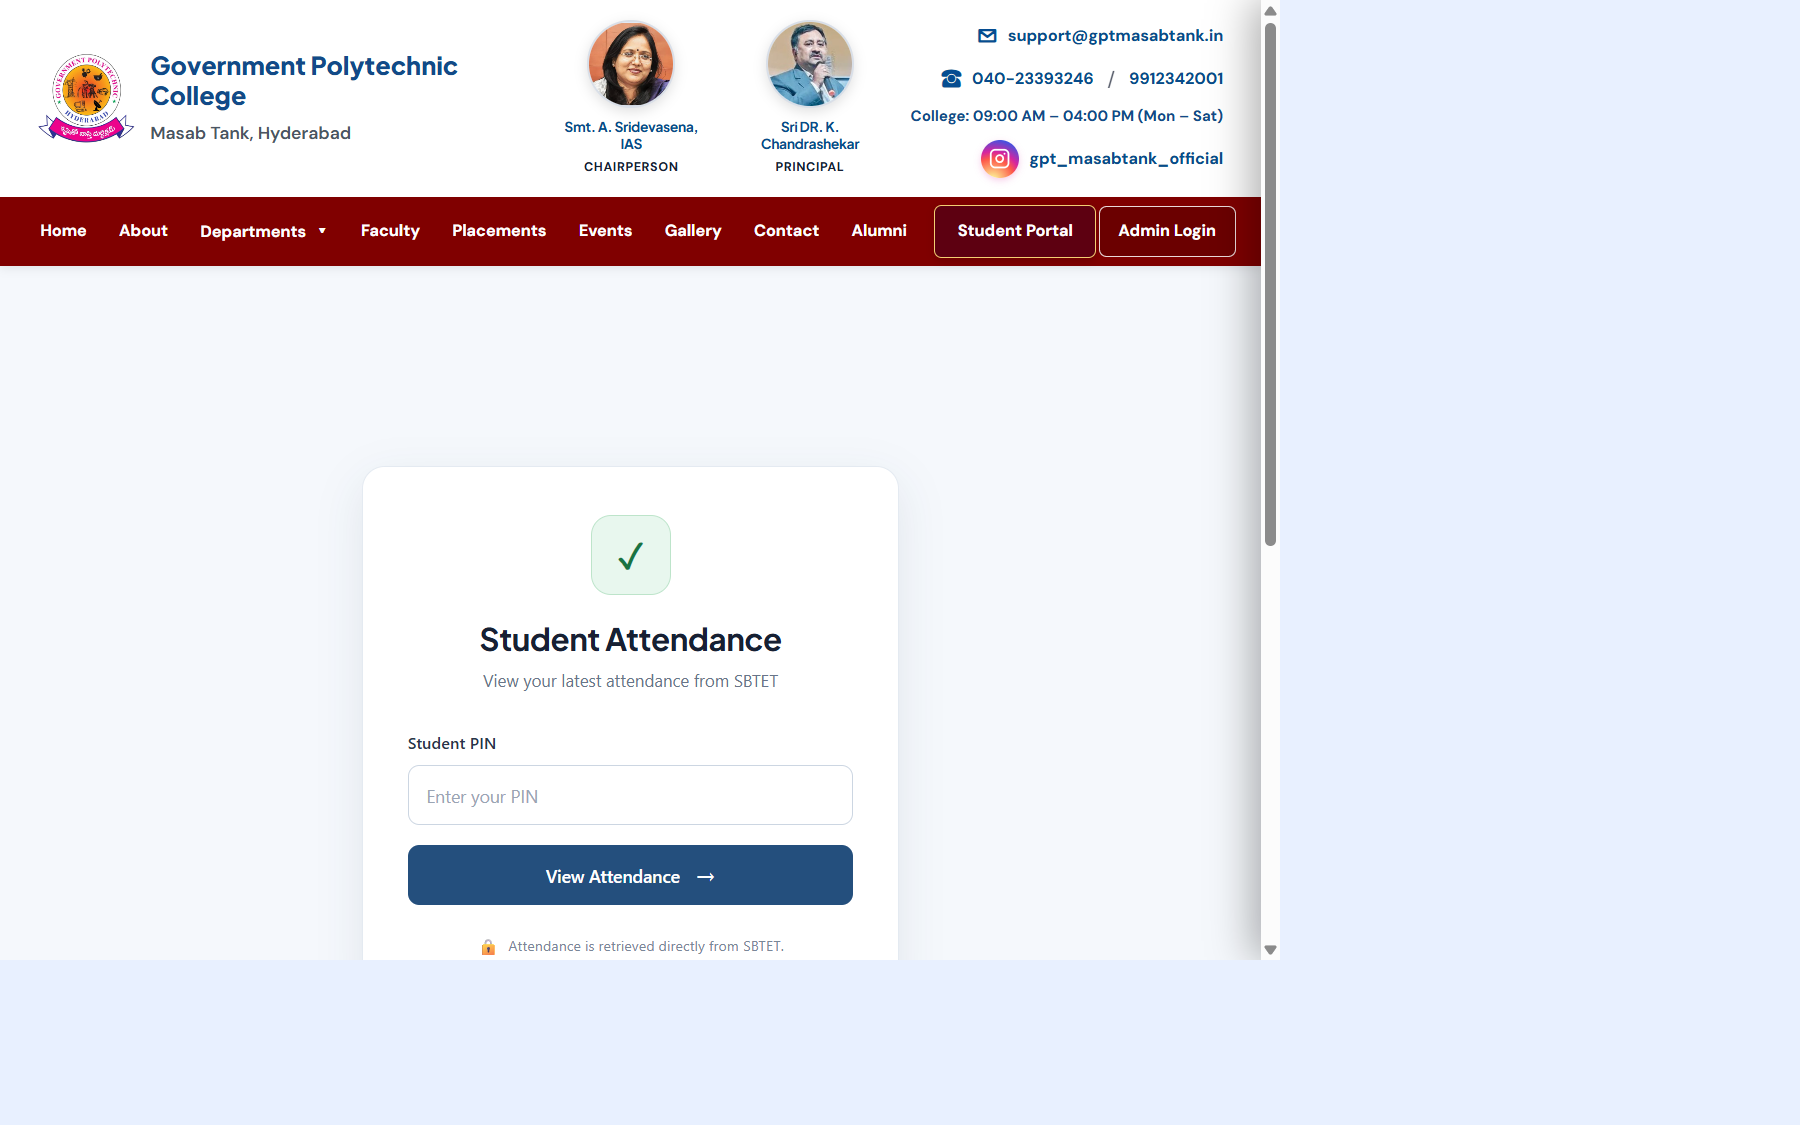 Government Polytechnic
College
Masab Tank, Hyderabad
GOVERNMENT POLYTECHNIC
HYDERABAD
Smt. A. Sridevasena,
IAS
CHAIRPERSON
Sri DR. K.
Chandrashekar
PRINCIPAL
support@gptmasabtank.in
040-23393246 / 9912342001
College: 09:00 AM – 04:00 PM (Mon – Sat)
gpt_masabtank_official
Home About Departments ▼ Faculty Placements Events Gallery Contact Alumni Student Portal Admin Login
Student Attendance
View your latest attendance from SBTET
Student PIN
Enter your PIN
View Attendance →
Attendance is retrieved directly from SBTET.